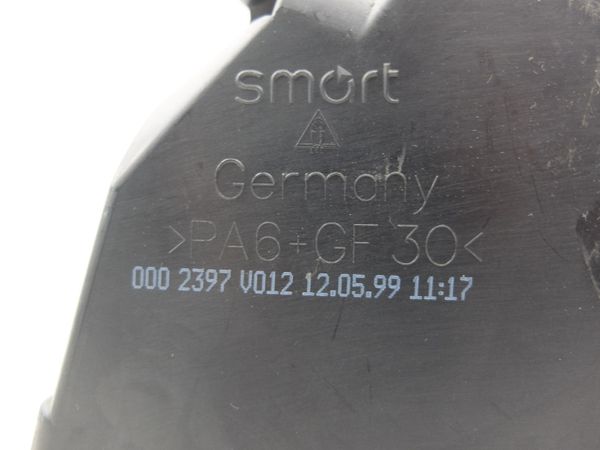 smart
Germany
>PA6+GF 30<
000 2397 V012 12.05.99 11:17